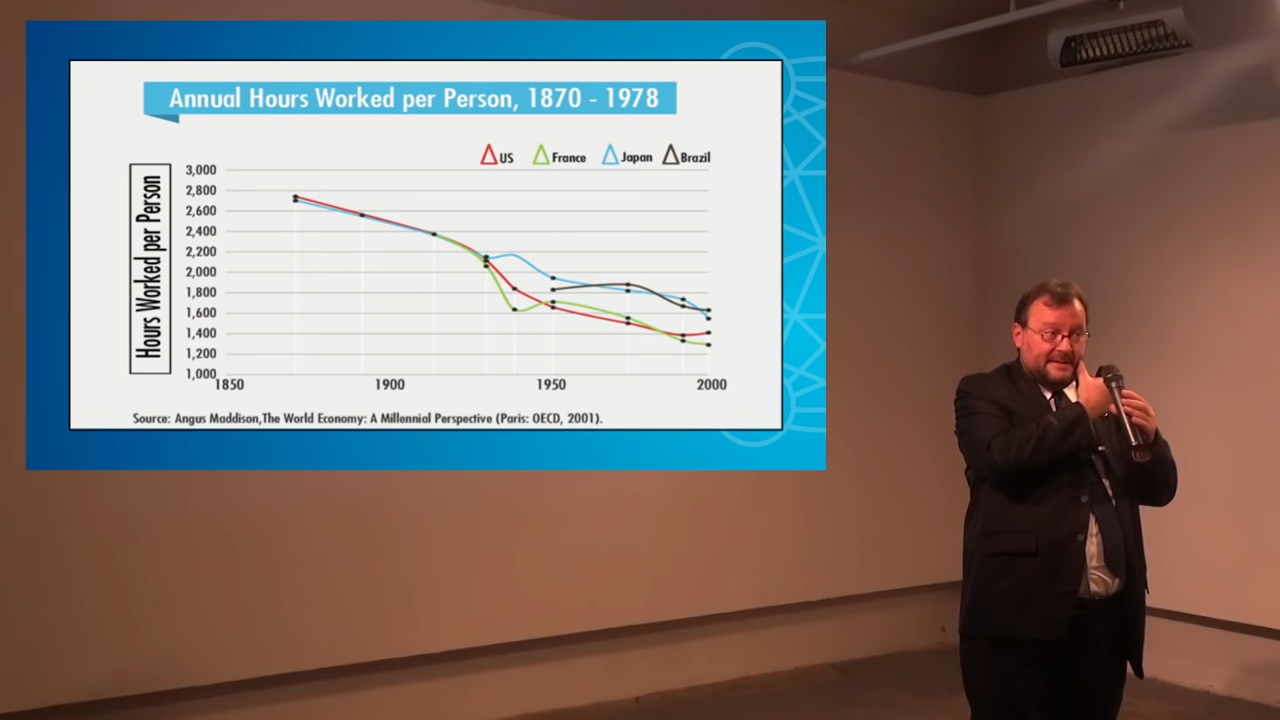 Annual Hours Worked per Person, 1870 - 1978
US France Japan Brazil
Hours Worked per Person
3,000
2,800
2,600
2,400
2,200
2,000
1,800
1,600
1,400
1,200
1,000
1850 1900 1950 2000
Source: Angus Maddison,The World Economy: A Millennial Perspective (Paris: OECD, 2001).